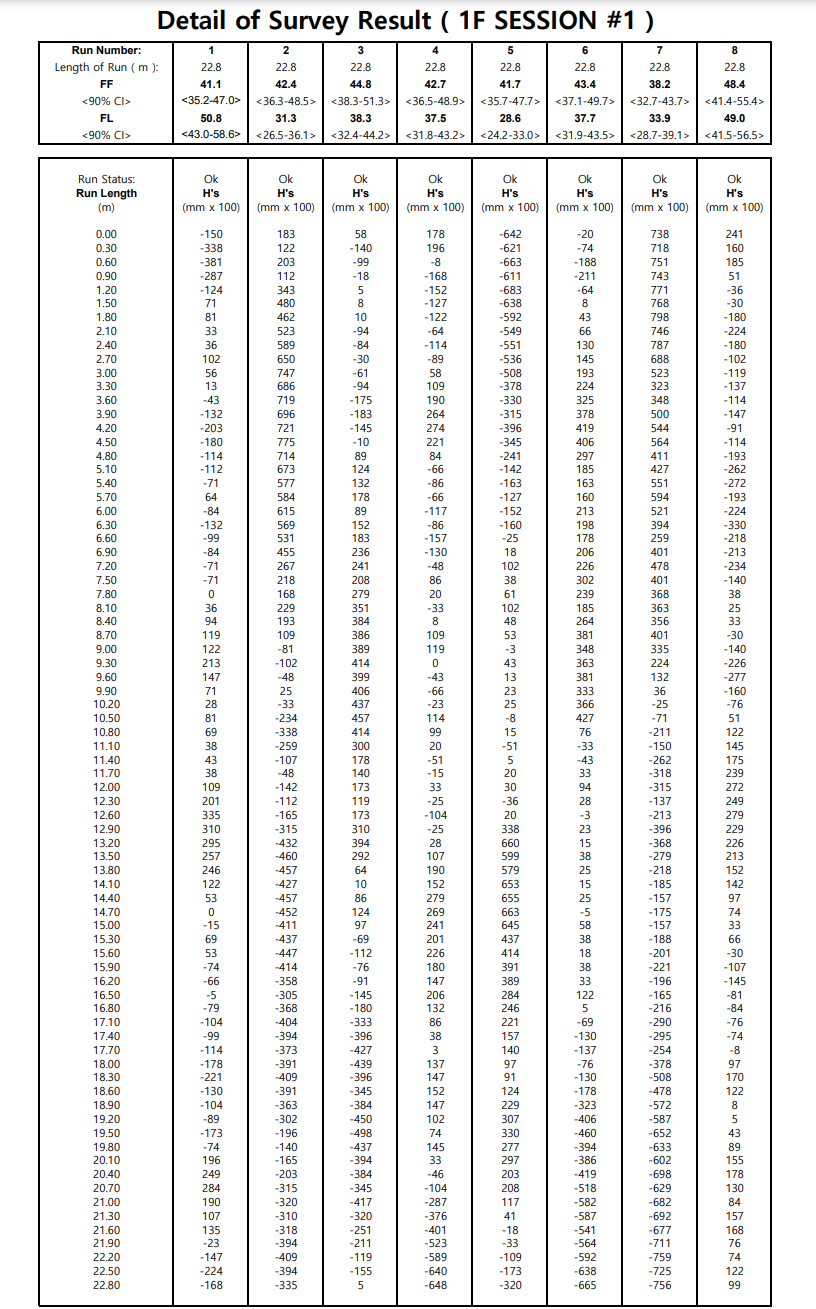 Detail of Survey Result ( 1F SESSION #1 )
Run Number: 1 2 3 4 5 6 7 8
Length of Run ( m ): 22.8 22.8 22.8 22.8 22.8 22.8 22.8 22.8
FF 41.1 42.4 44.8 42.7 41.7 43.4 38.2 48.4
<90% CI> <35.2-47.0> <36.3-48.5> <38.3-51.3> <36.5-48.9> <35.7-47.7> <37.1-49.7> <32.7-43.7> <41.4-55.4>
FL 50.8 31.3 38.3 37.5 28.6 37.7 33.9 49.0
<90% CI> <43.0-58.6> <26.5-36.1> <32.4-44.2> <31.8-43.2> <24.2-33.0> <31.9-43.5> <28.7-39.1> <41.5-56.5>
Run Status: Ok Ok Ok Ok Ok Ok Ok Ok
Run Length H's H's H's H's H's H's H's H's
(m) (mm x 100) (mm x 100) (mm x 100) (mm x 100) (mm x 100) (mm x 100) (mm x 100) (mm x 100)
0.00 -150 183 58 178 -642 -20 738 241
0.30 -338 122 -140 196 -621 -74 718 160
0.60 -381 203 -99 -8 -663 -188 751 185
0.90 -287 112 -18 -168 -611 -211 743 51
1.20 -124 343 5 -152 -683 -64 771 -36
1.50 71 480 8 -127 -638 8 768 -30
1.80 81 462 10 -122 -592 43 798 -180
2.10 33 523 -94 -64 -549 66 746 -224
2.40 36 589 -84 -114 -551 130 787 -180
2.70 102 650 -30 -89 -536 145 688 -102
3.00 56 747 -61 58 -508 193 523 -119
3.30 13 686 -94 109 -378 224 323 -137
3.60 -43 719 -175 190 -330 325 348 -114
3.90 -132 696 -183 264 -315 378 500 -147
4.20 -203 721 -145 274 -396 419 544 -91
4.50 -180 775 -10 221 -345 406 564 -114
4.80 -114 714 89 84 -241 297 411 -193
5.10 -112 673 124 -66 -142 185 427 -262
5.40 -71 577 132 -86 -163 163 551 -272
5.70 64 584 178 -66 -127 160 594 -193
6.00 -84 615 89 -117 -152 213 521 -224
6.30 -132 569 152 -86 -160 198 394 -330
6.60 -99 531 183 -157 -25 178 259 -218
6.90 -84 455 236 -130 18 206 401 -213
7.20 -71 267 241 -48 102 226 478 -234
7.50 -71 218 208 86 38 302 401 -140
7.80 0 168 279 20 61 239 368 38
8.10 36 229 351 -33 102 185 363 25
8.40 94 193 384 8 48 264 356 33
8.70 119 109 386 109 53 381 401 -30
9.00 122 -81 389 119 -3 348 335 -140
9.30 213 -102 414 0 43 363 224 -226
9.60 147 -48 399 -43 13 381 132 -277
9.90 71 25 406 -66 23 333 36 -160
10.20 28 -33 437 -23 25 366 -25 -76
10.50 81 -234 457 114 -8 427 -71 51
10.80 69 -338 414 99 15 76 -211 122
11.10 38 -259 300 20 -51 -33 -150 145
11.40 43 -107 178 -51 5 -43 -262 175
11.70 38 -48 140 -15 20 33 -318 239
12.00 109 -142 173 33 30 94 -315 272
12.30 201 -112 119 -25 -36 28 -137 249
12.60 335 -165 173 -104 20 -3 -213 279
12.90 310 -315 310 -25 338 23 -396 229
13.20 295 -432 394 28 660 15 -368 226
13.50 257 -460 292 107 599 38 -279 213
13.80 246 -457 64 190 579 25 -218 152
14.10 122 -427 10 152 653 15 -185 142
14.40 53 -457 86 279 655 25 -157 97
14.70 0 -452 124 269 663 -5 -175 74
15.00 -15 -411 97 241 645 58 -157 33
15.30 69 -437 -69 201 437 38 -188 66
15.60 53 -447 -112 226 414 18 -201 -30
15.90 -74 -414 -76 180 391 38 -221 -107
16.20 -66 -358 -91 147 389 33 -196 -145
16.50 -5 -305 -145 206 284 122 -165 -81
16.80 -79 -368 -180 132 246 5 -216 -84
17.10 -104 -404 -333 86 221 -69 -290 -76
17.40 -99 -394 -396 38 157 -130 -295 -74
17.70 -114 -373 -427 3 140 -137 -254 -8
18.00 -178 -391 -439 137 97 -76 -378 97
18.30 -221 -409 -396 147 91 -130 -508 170
18.60 -130 -391 -345 152 124 -178 -478 122
18.90 -104 -363 -384 147 229 -323 -572 8
19.20 -89 -302 -450 102 307 -406 -587 5
19.50 -173 -196 -498 74 330 -460 -652 43
19.80 -74 -140 -437 145 277 -394 -633 89
20.10 196 -165 -394 33 297 -386 -602 155
20.40 249 -203 -384 -46 203 -419 -698 178
20.70 284 -315 -345 -104 208 -518 -629 130
21.00 190 -320 -417 -287 117 -582 -682 84
21.30 107 -310 -320 -376 41 -587 -692 157
21.60 135 -318 -251 -401 -18 -541 -677 168
21.90 -23 -394 -211 -523 -33 -564 -711 76
22.20 -147 -409 -119 -589 -109 -592 -759 74
22.50 -224 -394 -155 -640 -173 -638 -725 122
22.80 -168 -335 5 -648 -320 -665 -756 99